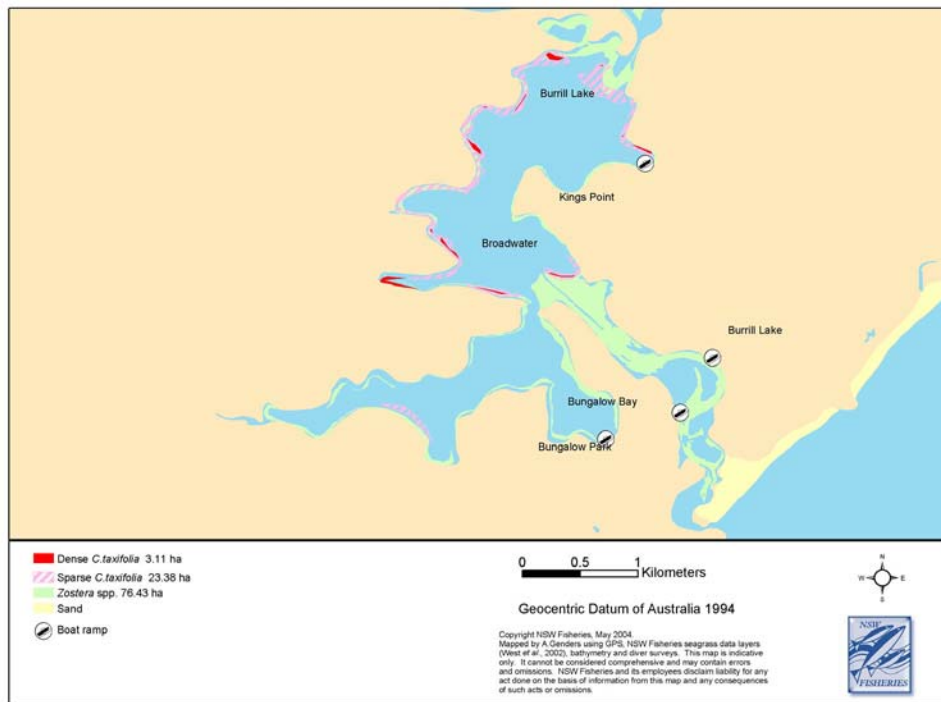 Burrill Lake
Kings Point
Broadwater
Burrill Lake
Bungalow Bay
Bungalow Park
Dense C.taxifolia 3.11 ha
Sparse C.taxifolia 23.38 ha
Zostera spp. 76.43 ha
Sand
Boat ramp
0 0.5 1
Kilometers
Geocentric Datum of Australia 1994
Copyright NSW Fisheries, May 2004.
Mapped by A.Genders using GPS, NSW Fisheries seagrass data layers
(West et al., 2002), bathymetry and diver surveys. This map is indicative
only. It cannot be considered comprehensive and may contain errors
and omissions. NSW Fisheries and its employees disclaim liability for any
act done on the basis of information from this map and any consequences
of such acts or omissions.
N
W E
S
NSW
FISHERIES